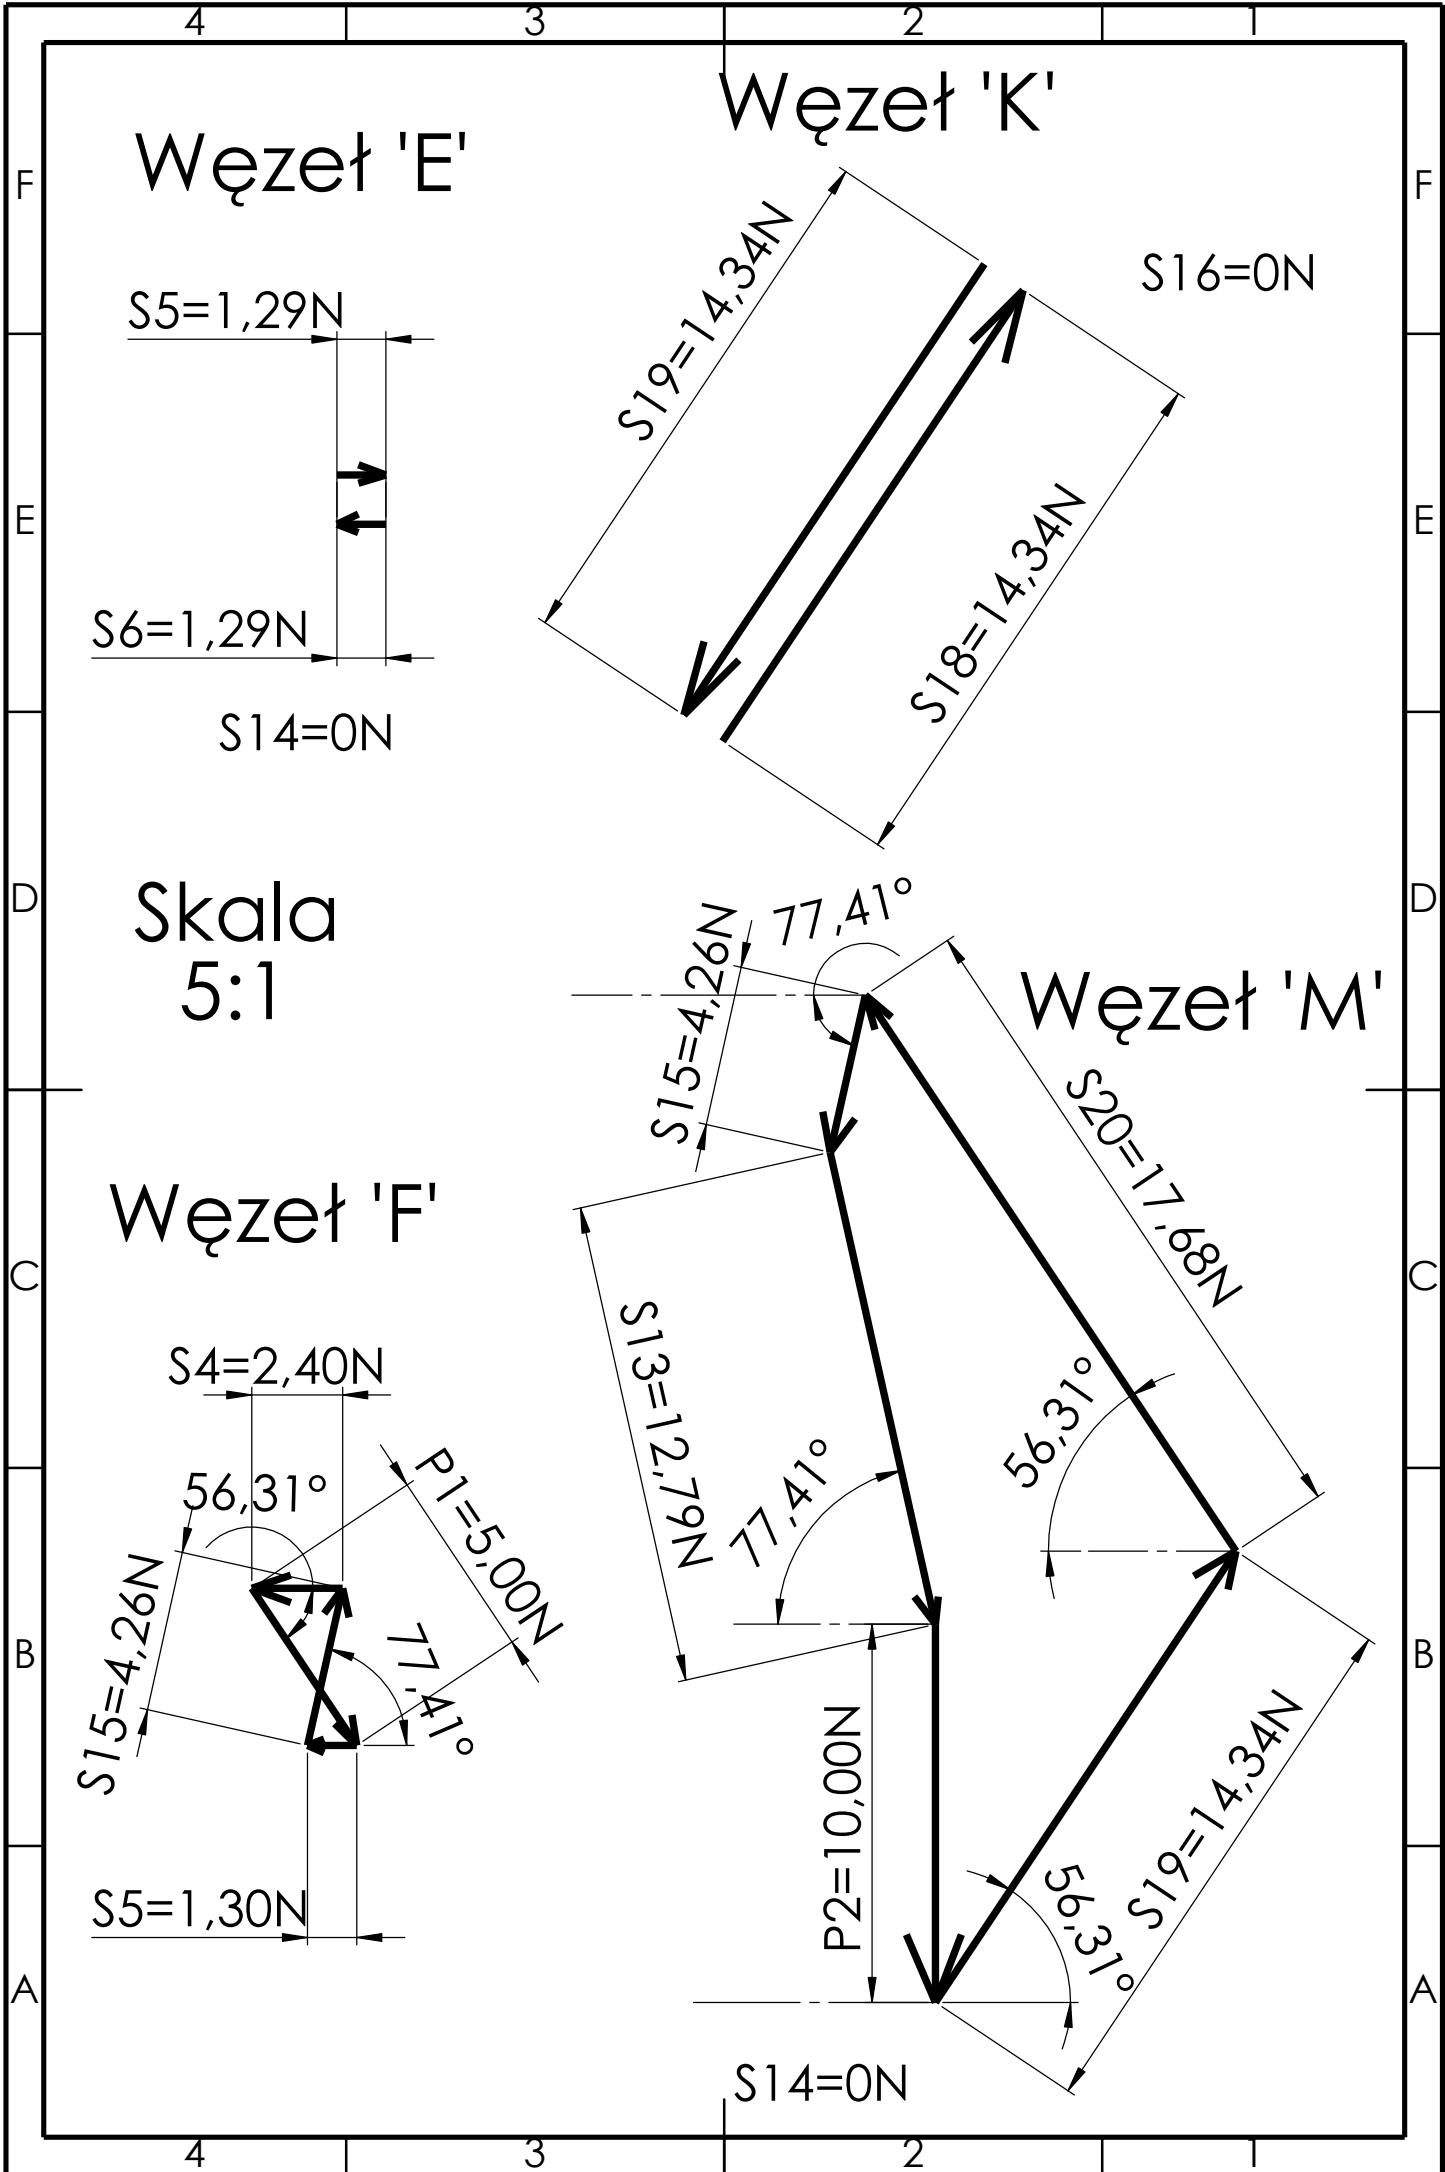 4 3 2 1
Węzeł 'K'
Węzeł 'E'
F F
S19=14,34N
S16=0N
S5=1,29N
E E
S18=14,34N
S6=1,29N
S14=0N
Skala
5:1
D D
77,41°
S15=4,26N
Węzeł 'M'
S20=17,68N
Węzeł 'F'
C C
S13=12,79N
S4=2,40N
56,31°
77,41°
P1=5,00N
56,31°
S15=4,26N
77,41°
B B
P2=10,00N
S19=14,34N
56,31°
S5=1,30N
A A
S14=0N
4 3 2 1